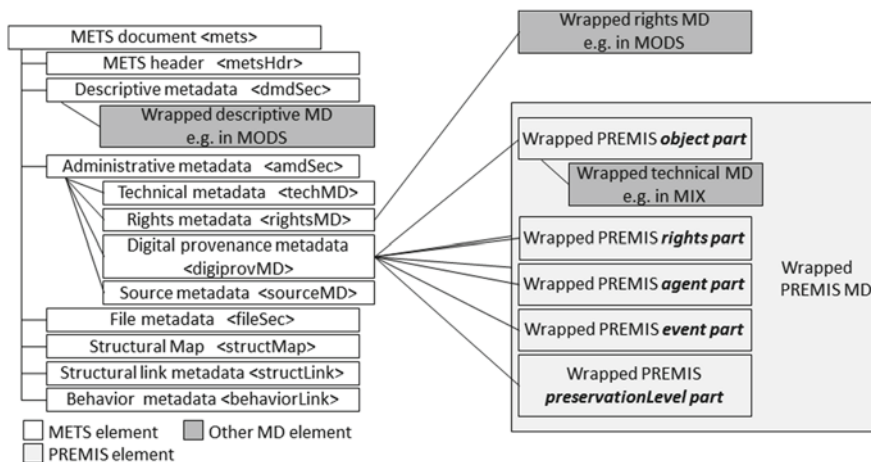 METS document <mets>
METS header <metsHdr>
Descriptive metadata <dmdSec>
Wrapped descriptive MD
e.g. in MODS
Administrative metadata <amdSec>
Technical metadata <techMD>
Rights metadata <rightsMD>
Digital provenance metadata
<digiprovMD>
Source metadata <sourceMD>
File metadata <fileSec>
Structural Map <structMap>
Structural link metadata <structLink>
Behavior metadata <behaviorLink>
Wrapped rights MD
e.g. in MODS
Wrapped PREMIS object part
Wrapped technical MD
e.g. in MIX
Wrapped PREMIS rights part
Wrapped PREMIS agent part
Wrapped PREMIS event part
Wrapped PREMIS
preservationLevel part
Wrapped
PREMIS MD
METS element
Other MD element
PREMIS element